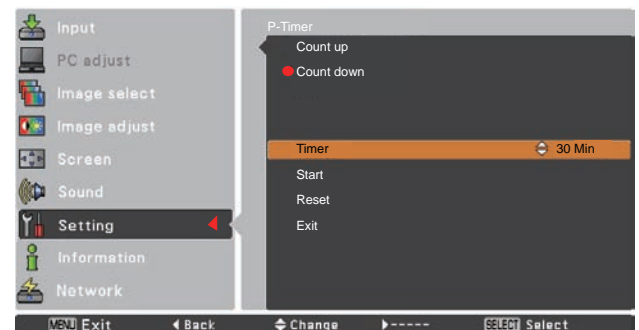 Input
PC adjust
Image select
Image adjust
Screen
Sound
Setting
Information
Network
P-Timer
Count up
Count down
Timer 30 Min
Start
Reset
Exit
MENU Exit Back Change ----- SELECT Select